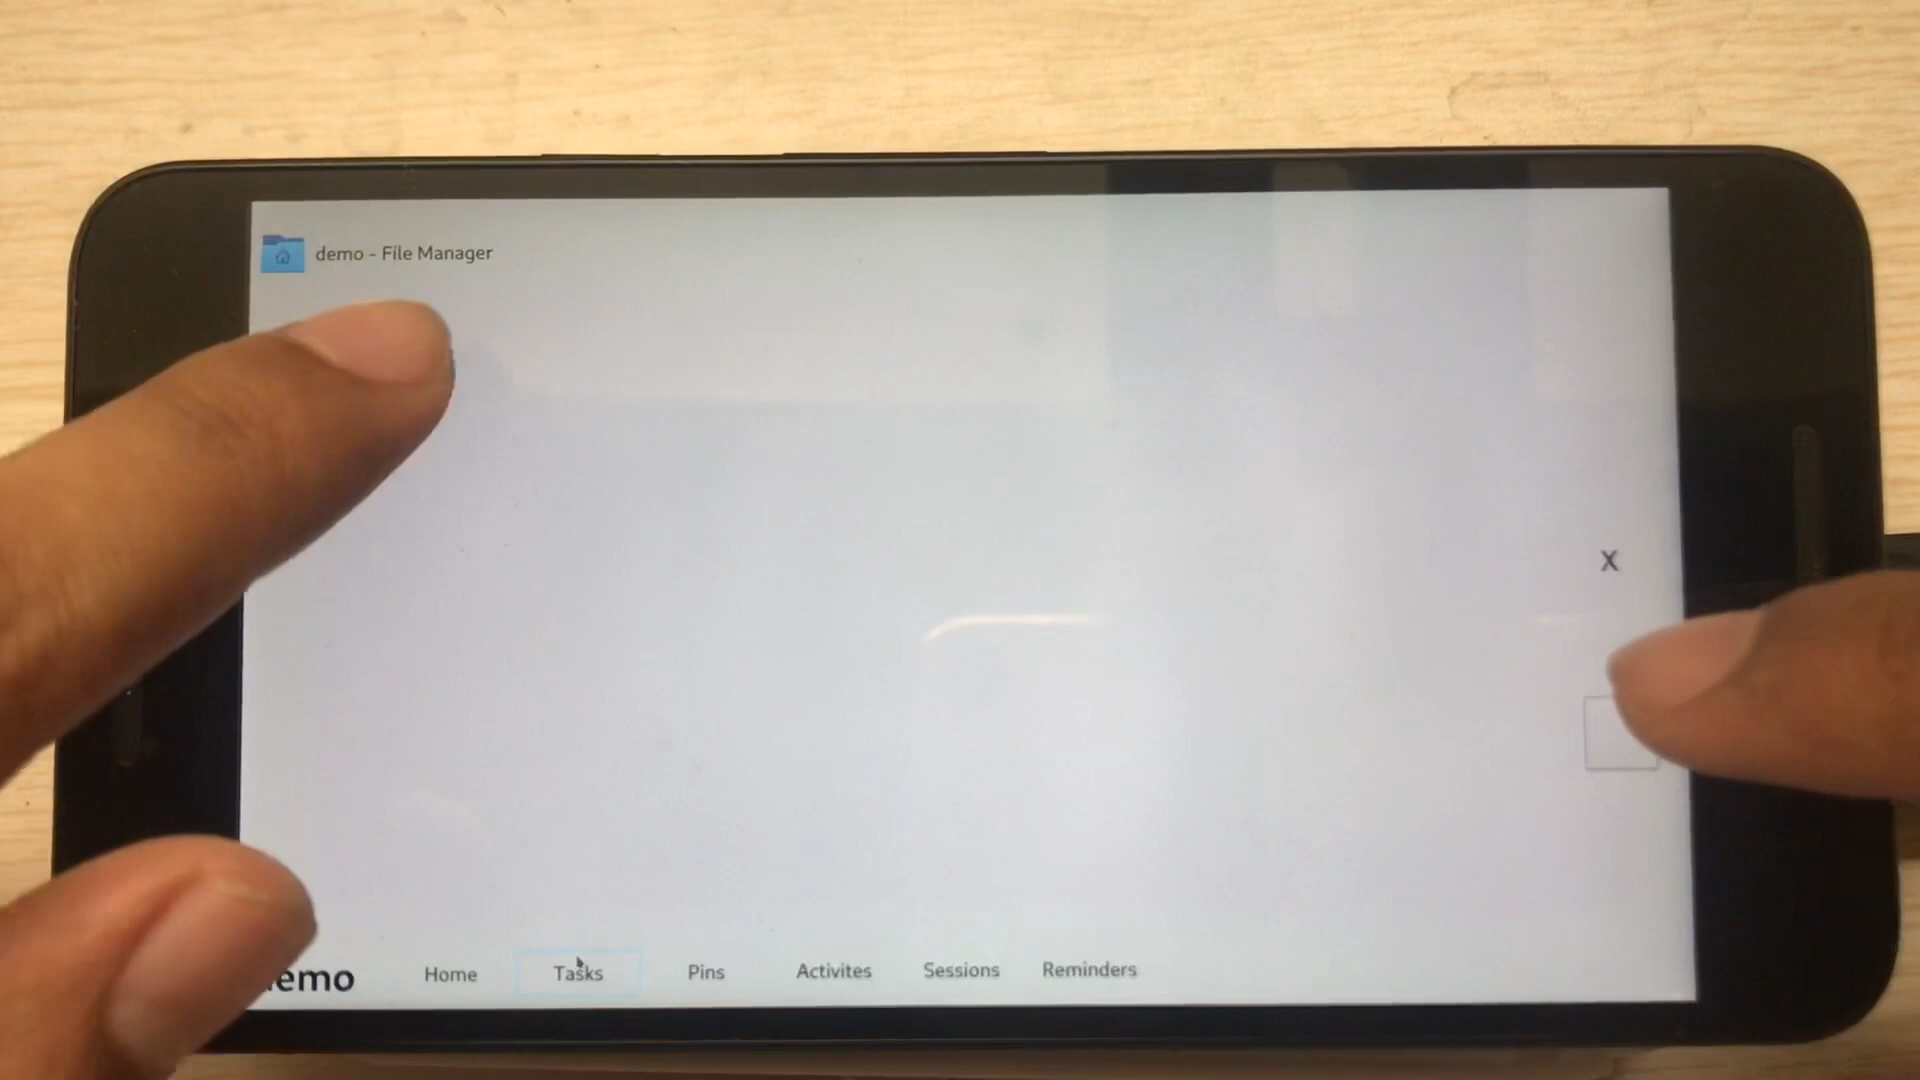 demo - File Manager
X
emo
Home
Tasks
Pins
Activites
Sessions
Reminders